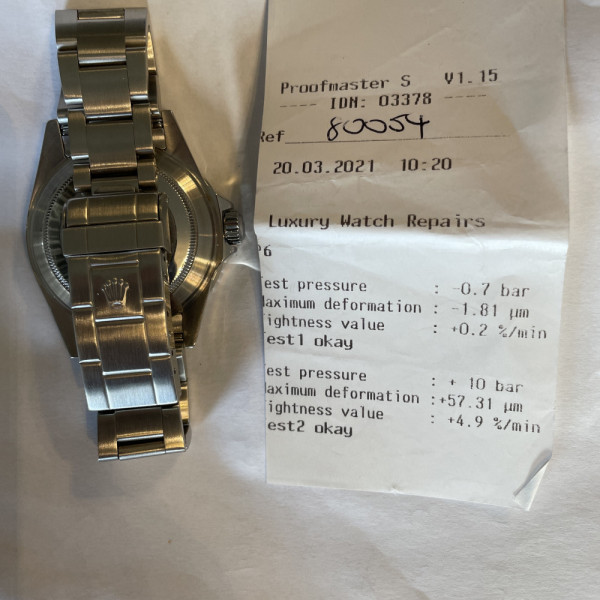 Proofmaster S V1.15
---- IDN: 03378 ----
Ref 80054
20.03.2021 10:20
Luxury Watch Repairs
est pressure : -0.7 bar
aximum deformation : -1.81 µm
ightness value : +0.2 %/min
est1 okay
est pressure : + 10 bar
aximum deformation :+57.31 µm
ightness value : +4.9 %/min
est2 okay